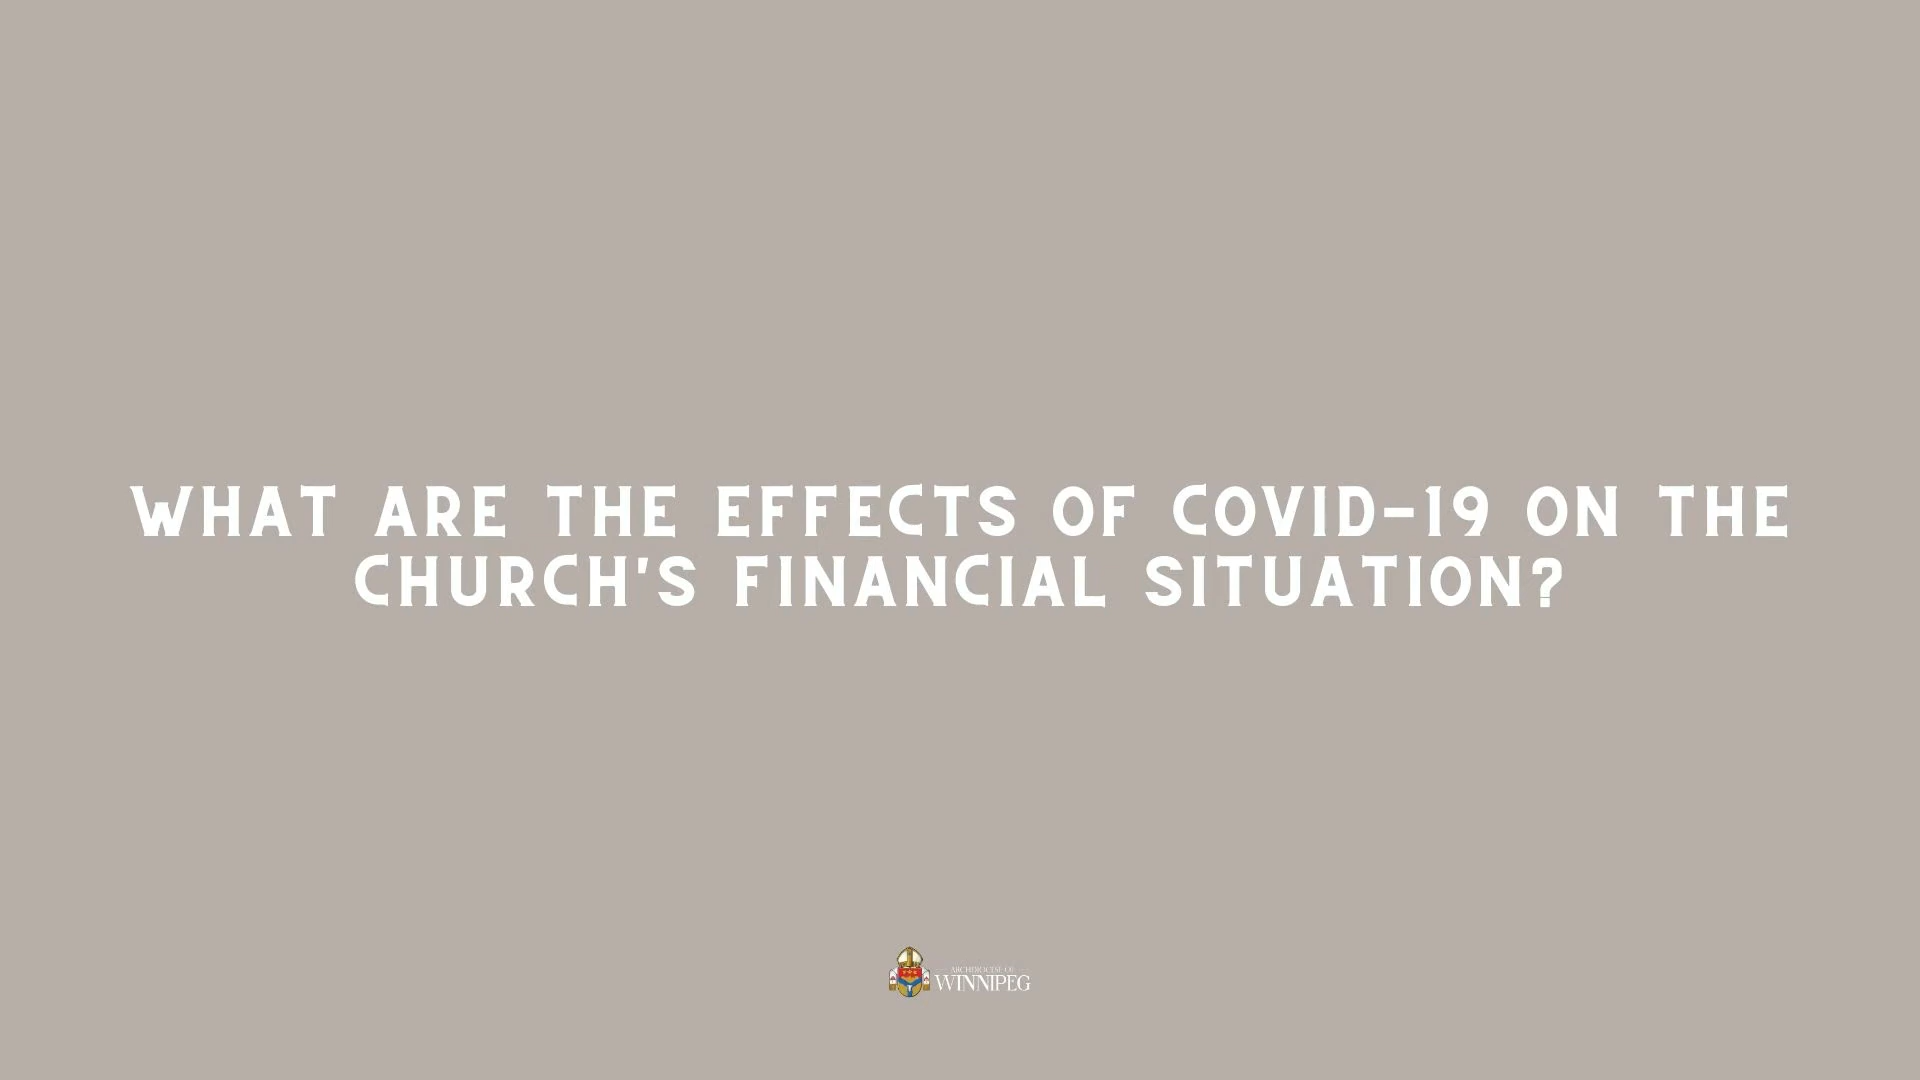 WHAT ARE THE EFFECTS OF COVID-19 ON THE
CHURCH'S FINANCIAL SITUATION?
ARCHDIOCESE OF
WINNIPEG